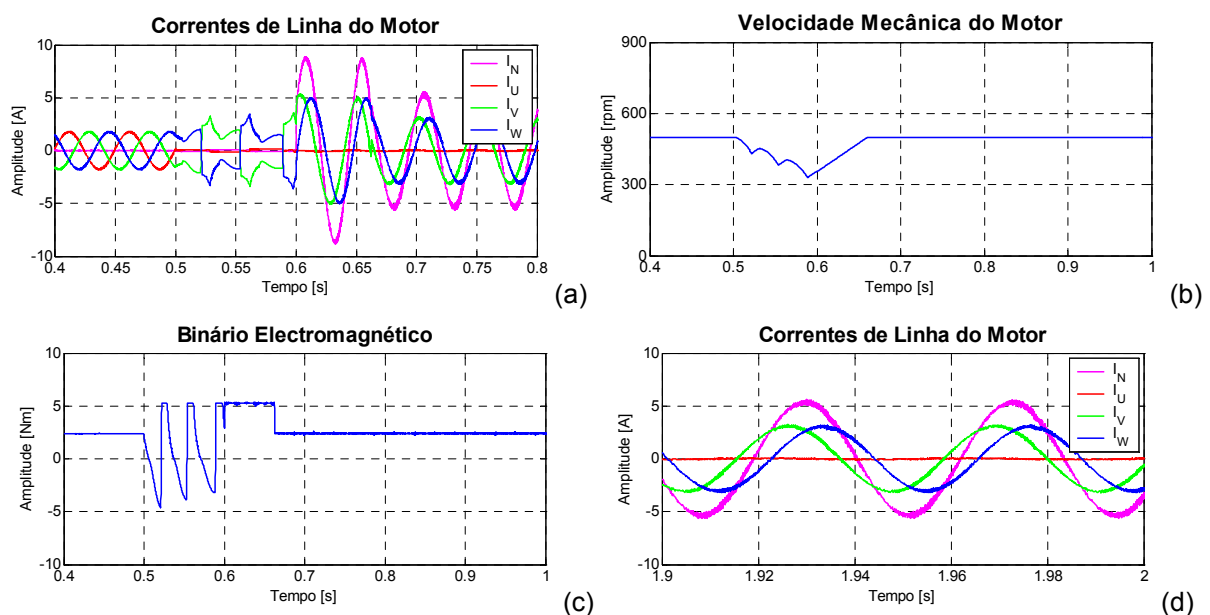 Correntes de Linha do Motor
10
5
0
-5
-10
Amplitude [A]
I_N
I_U
I_V
I_W
0.4 0.45 0.5 0.55 0.6 0.65 0.7 0.75 0.8
Tempo [s]
(a)
Velocidade Mecânica do Motor
900
600
300
0
Amplitude [rpm]
0.4 0.5 0.6 0.7 0.8 0.9 1
Tempo [s]
(b)
Binário Electromagnético
10
5
0
-5
-10
Amplitude [Nm]
0.4 0.5 0.6 0.7 0.8 0.9 1
Tempo [s]
(c)
Correntes de Linha do Motor
10
5
0
-5
-10
Amplitude [A]
I_N
I_U
I_V
I_W
1.9 1.92 1.94 1.96 1.98 2
Tempo [s]
(d)